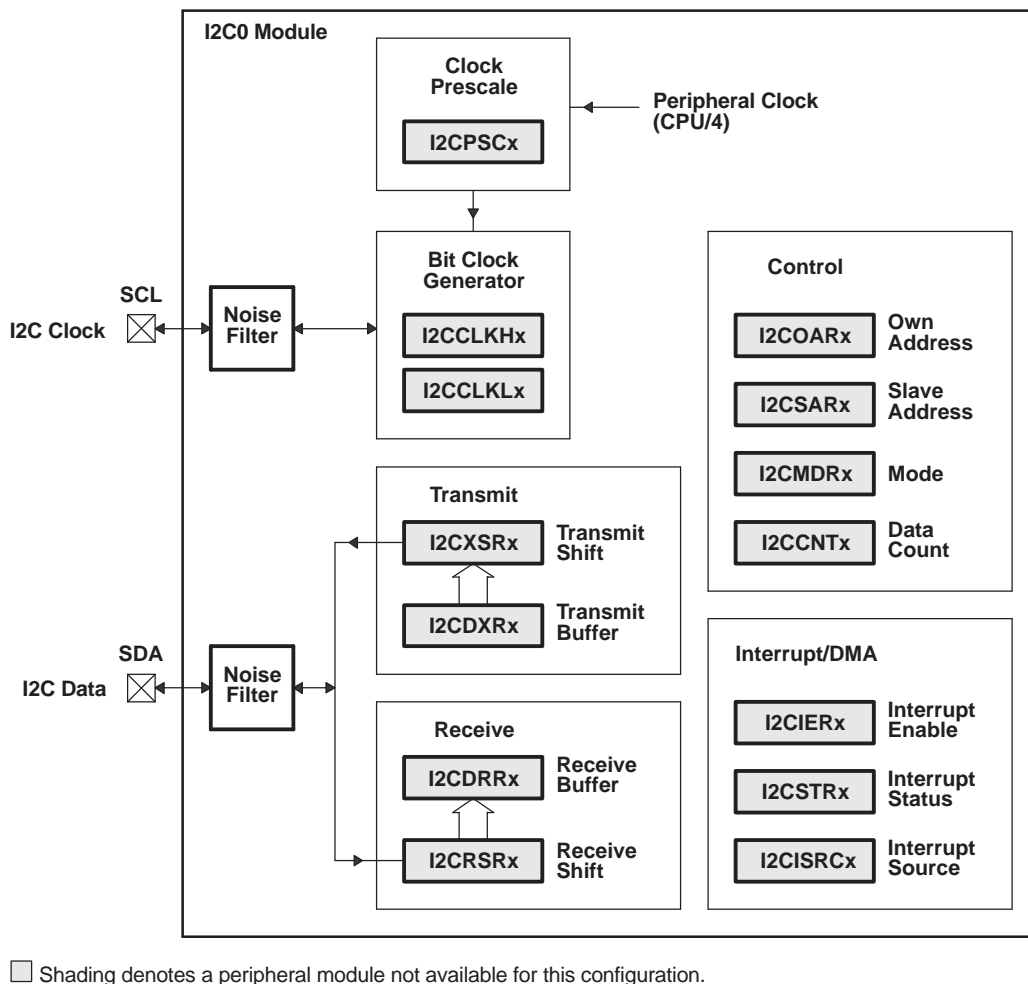 I2C0 Module
Clock
Prescale
I2CPSCx
Peripheral Clock
(CPU/4)
Bit Clock
Generator
I2CCLKHx
I2CCLKLx
SCL
I2C Clock
Noise
Filter
Control
I2COARx
Own
Address
I2CSARx
Slave
Address
I2CMDRx
Mode
I2CCNTx
Data
Count
Transmit
I2CXSRx
Transmit
Shift
I2CDXRx
Transmit
Buffer
SDA
I2C Data
Noise
Filter
Receive
I2CDRRx
Receive
Buffer
I2CRSRx
Receive
Shift
Interrupt/DMA
I2CIERx
Interrupt
Enable
I2CSTRx
Interrupt
Status
I2CISRCx
Interrupt
Source
Shading denotes a peripheral module not available for this configuration.